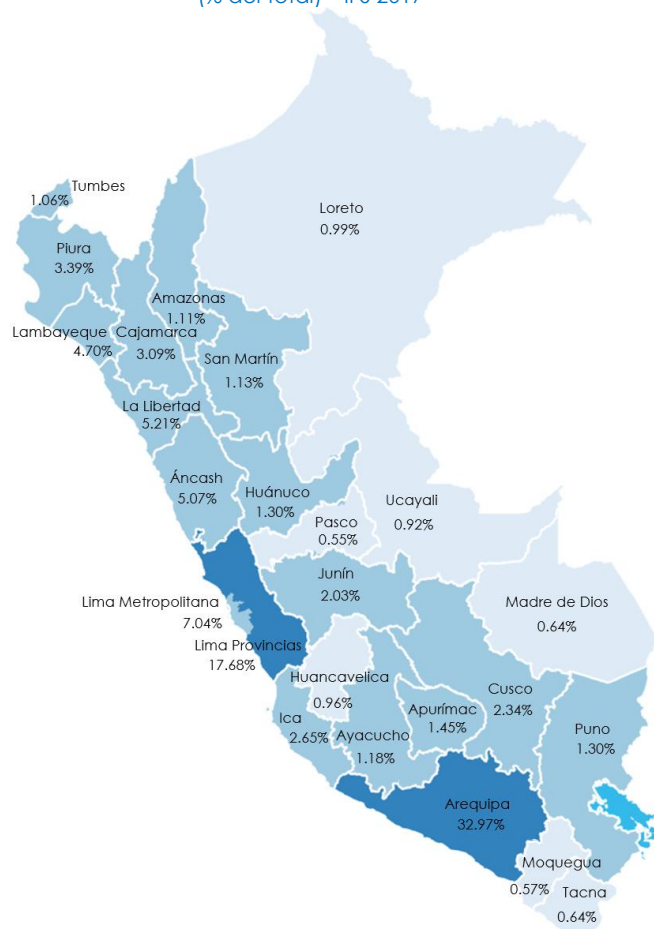 Tumbes
1.06%
Loreto
0.99%
Piura
3.39%
Amazonas
1.11%
Lambayeque
4.70%
Cajamarca
3.09%
San Martín
1.13%
La Libertad
5.21%
Áncash
5.07%
Huánuco
1.30%
Ucayali
0.92%
Pasco
0.55%
Junín
2.03%
Lima Metropolitana
7.04%
Madre de Dios
0.64%
Lima Provincias
17.68%
Huancavelica
0.96%
Cusco
2.34%
Apurímac
1.45%
Ica
2.65%
Ayacucho
1.18%
Puno
1.30%
Arequipa
32.97%
Moquegua
0.57%
Tacna
0.64%